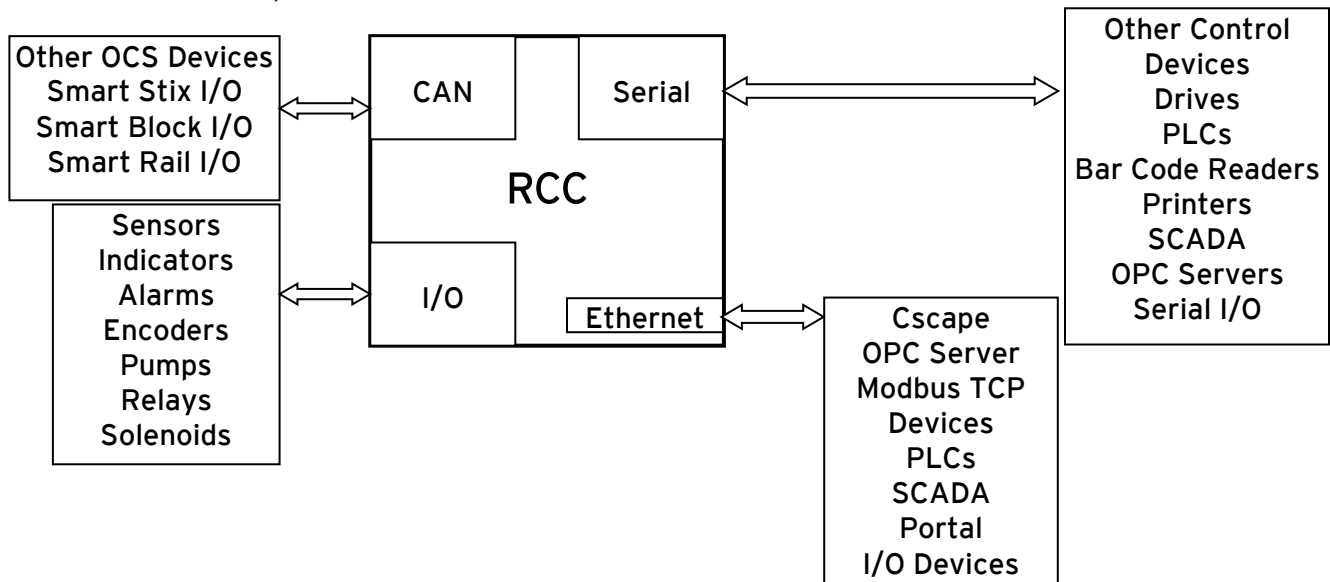 Other OCS Devices
Smart Stix I/O
Smart Block I/O
Smart Rail I/O
Sensors
Indicators
Alarms
Encoders
Pumps
Relays
Solenoids
CAN
Serial
RCC
I/O
Ethernet
Other Control
Devices
Drives
PLCs
Bar Code Readers
Printers
SCADA
OPC Servers
Serial I/O
Cscape
OPC Server
Modbus TCP
Devices
PLCs
SCADA
Portal
I/O Devices